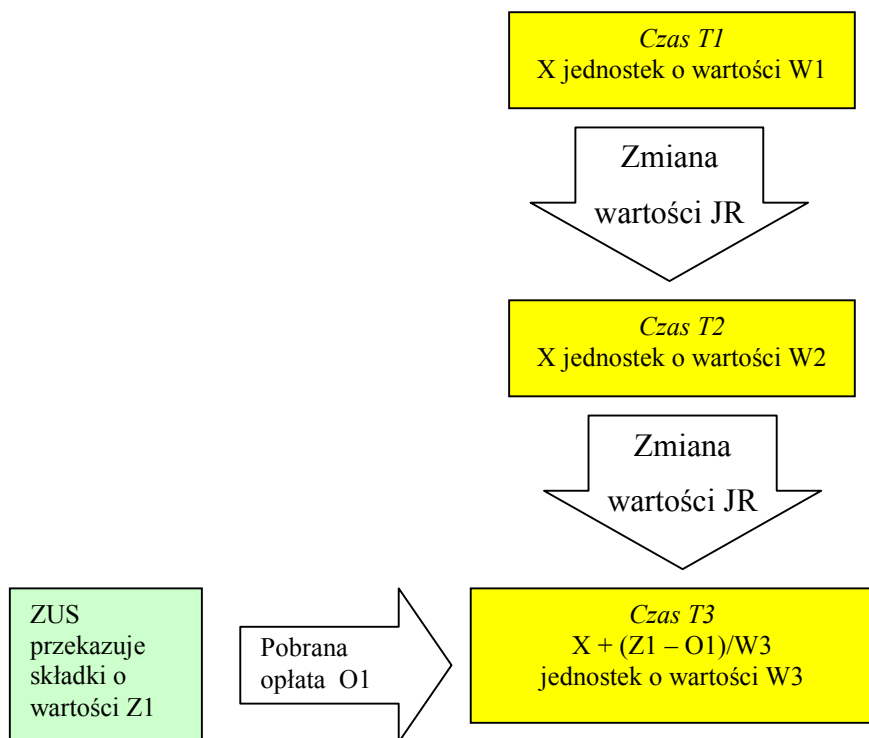 Czas T1
X jednostek o wartości W1
Zmiana
wartości JR
Czas T2
X jednostek o wartości W2
Zmiana
wartości JR
ZUS
przekazuje
składki o
wartości Z1
Pobrana
opłata O1
Czas T3
X + (Z1 – O1)/W3
jednostek o wartości W3